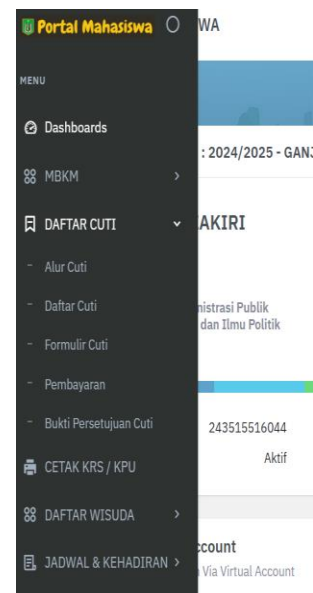 Portal Mahasiswa
WA
MENU
Dashboards
: 2024/2025 - GANJ
MBKM
DAFTAR CUTI
AKIRI
- Alur Cuti
- Daftar Cuti
nistrasi Publik
dan Ilmu Politik
- Formulir Cuti
- Pembayaran
- Bukti Persetujuan Cuti
243515516044
Aktif
CETAK KRS / KPU
DAFTAR WISUDA
JADWAL & KEHADIRAN
ccount
n Via Virtual Account